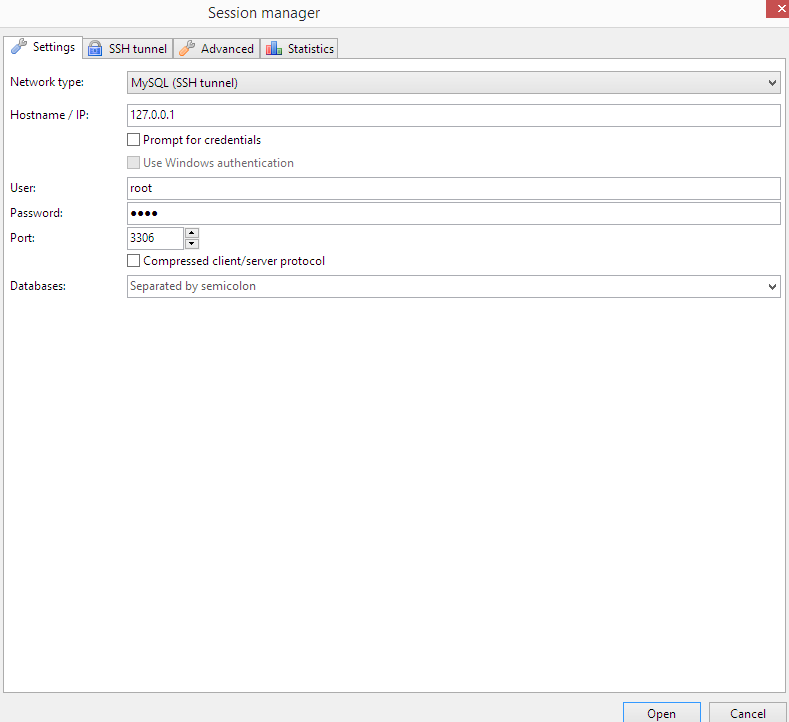 Session manager
Settings SSH tunnel Advanced Statistics
Network type: MySQL (SSH tunnel)
Hostname / IP: 127.0.0.1
Prompt for credentials
Use Windows authentication
User: root
Password: ●●●●
Port: 3306
Compressed client/server protocol
Databases: Separated by semicolon
Open Cancel